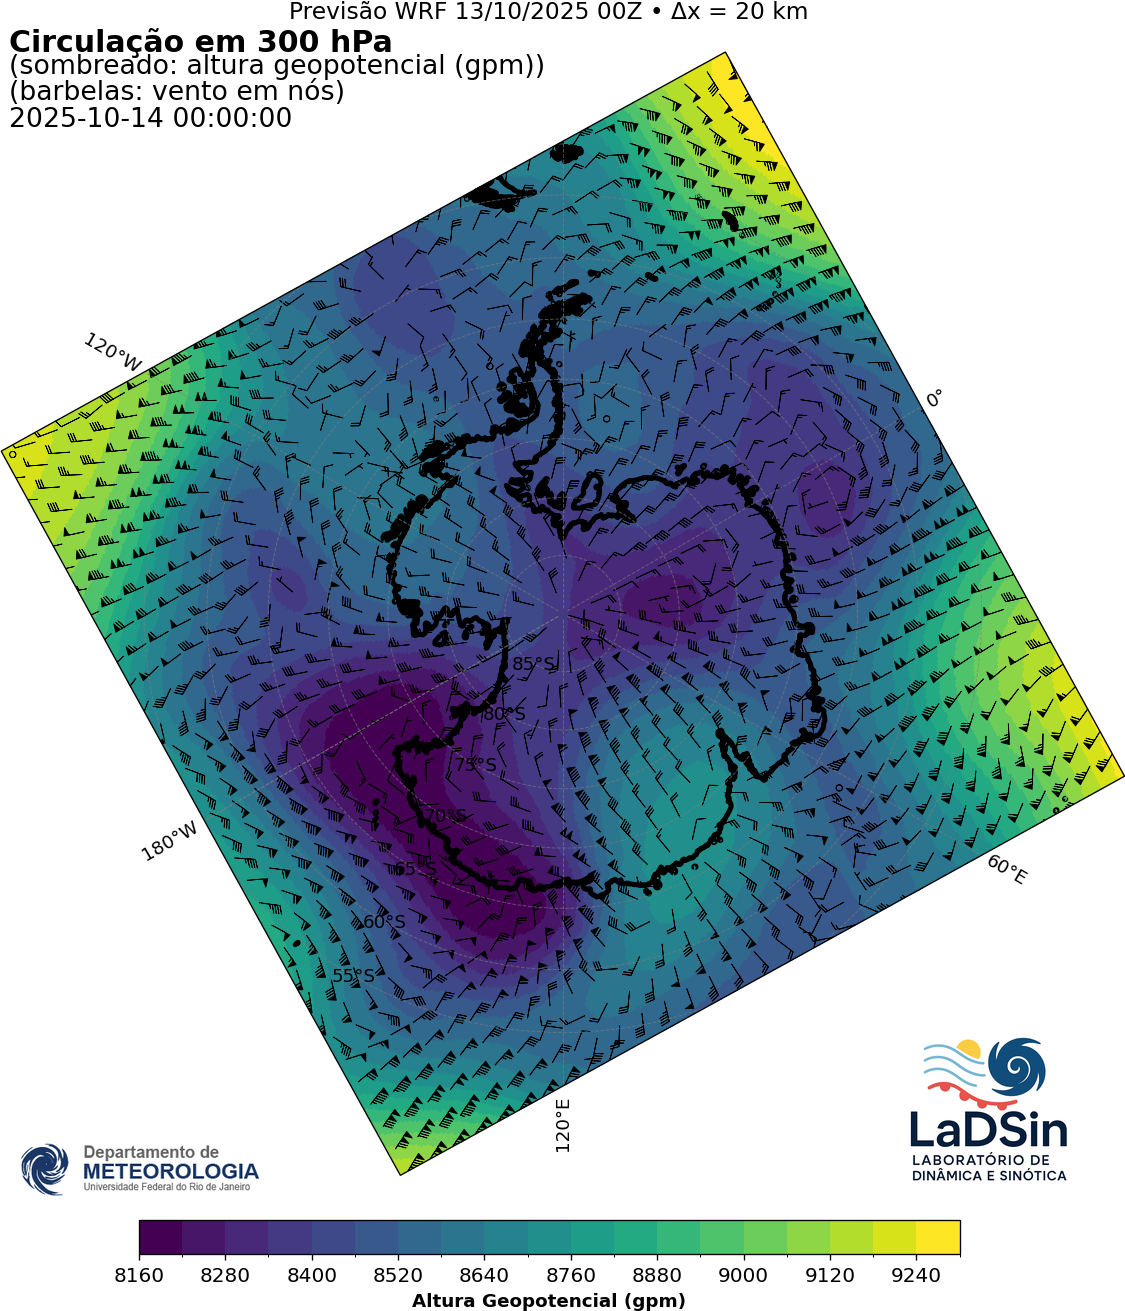 Previsão WRF 13/10/2025 00Z • Δx = 20 km
Circulação em 300 hPa
(sombreado: altura geopotencial (gpm))
(barbelas: vento em nós)
2025-10-14 00:00:00
120°W
0°
85°S
80°S
75°S
70°S
65°S
60°S
55°S
180°W
60°E
120°E
LaDSin
LABORATÓRIO DE
DINÂMICA E SINÓTICA
Departamento de
METEOROLOGIA
Universidade Federal do Rio de Janeiro
8160 8280 8400 8520 8640 8760 8880 9000 9120 9240
Altura Geopotencial (gpm)